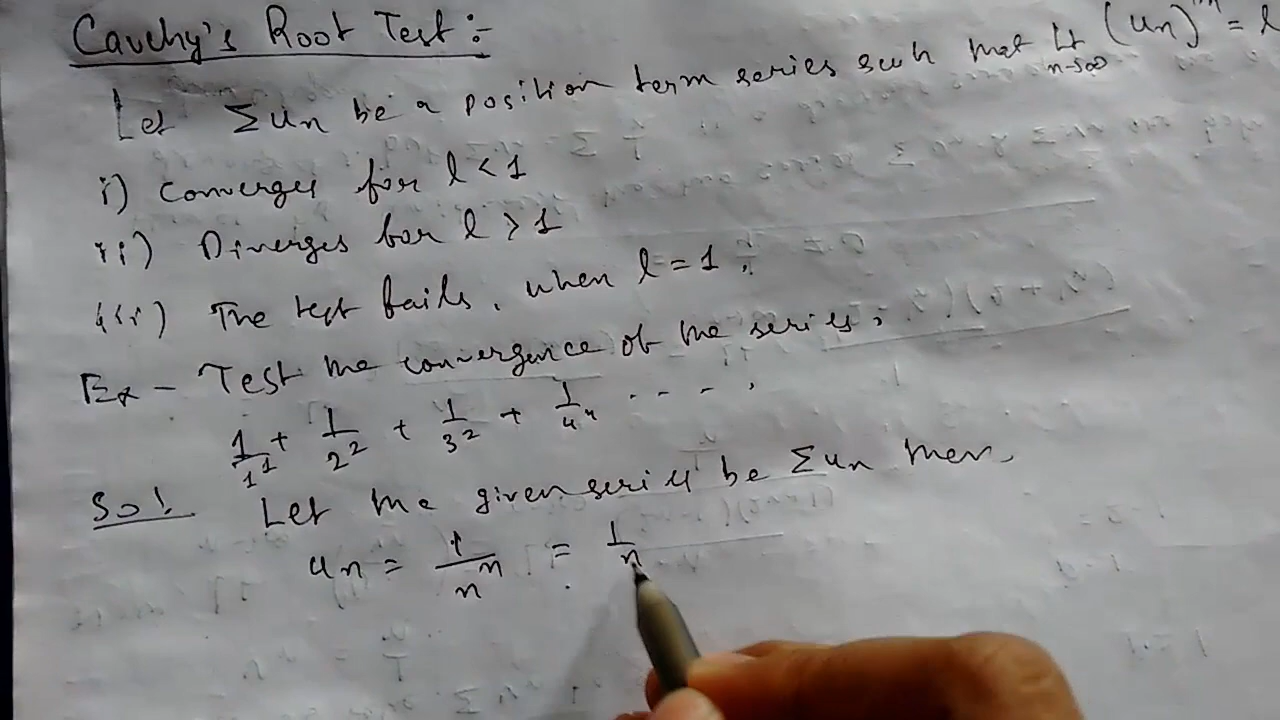 Cauchy's Root Test :-
Let Σun be a position term series such that lt n→∞ (un)^1/n = l
i) Converges for l < 1
ii) Diverges for l > 1
iii) The test fails, when l = 1.
Ex - Test the convergence of the series,
1/1^1 + 1/2^2 + 1/3^2 + 1/4^4 - - - - ,
Sol Let the given series be Σun then,
un = 1/n^n = 1/n